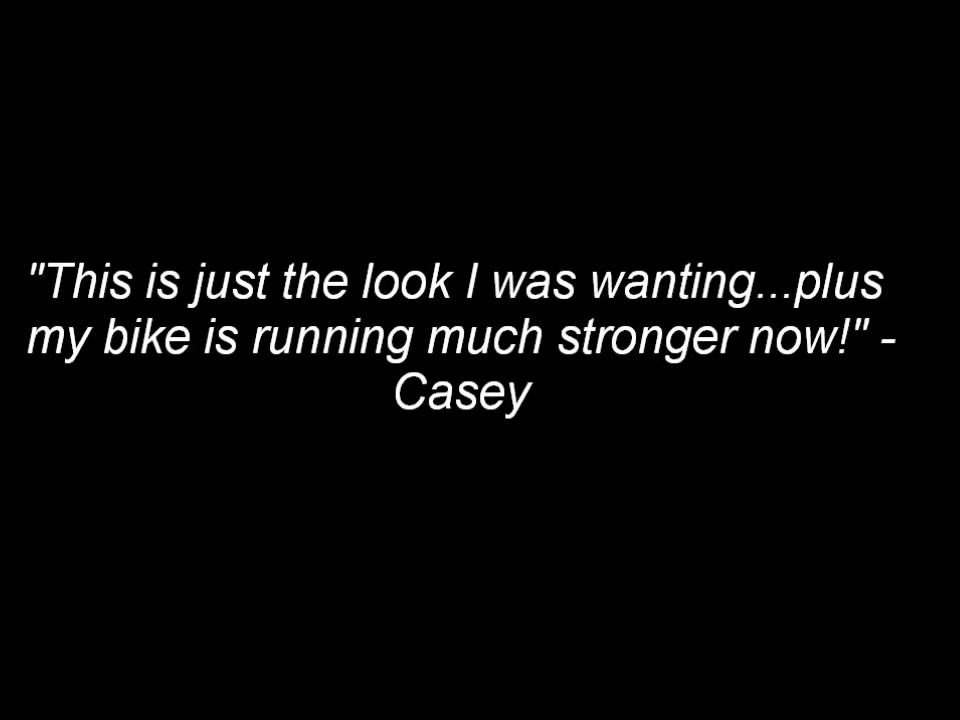 "This is just the look I was wanting...plus
my bike is running much stronger now!" -
Casey